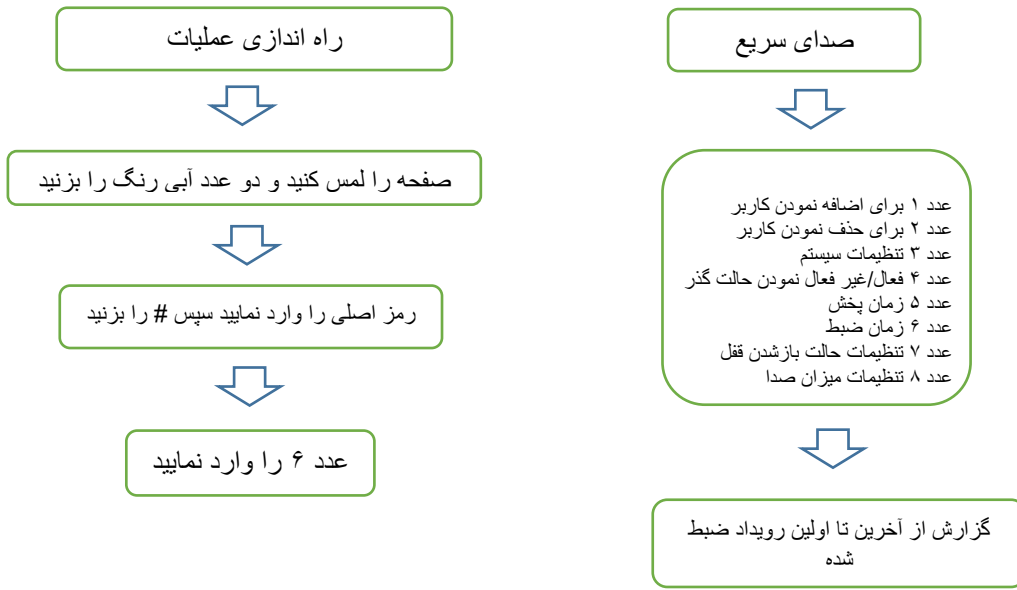 صدای سریع
عدد ۱ برای اضافه نمودن کاربر
عدد ۲ برای حذف نمودن کاربر
عدد ۳ تنظیمات سیستم
عدد ۴ فعال/غیر فعال نمودن حالت گذر
عدد ۵ زمان پخش
عدد ۶ زمان ضبط
عدد ۷ تنظیمات حالت بازشدن قفل
عدد ۸ تنظیمات میزان صدا
گزارش از آخرین تا اولین رویداد ضبط
شده
راه اندازی عملیات
صفحه را لمس کنید و دو عدد آبی رنگ را بزنید
رمز اصلی را وارد نمایید سپس # را بزنید
عدد ۶ را وارد نمایید